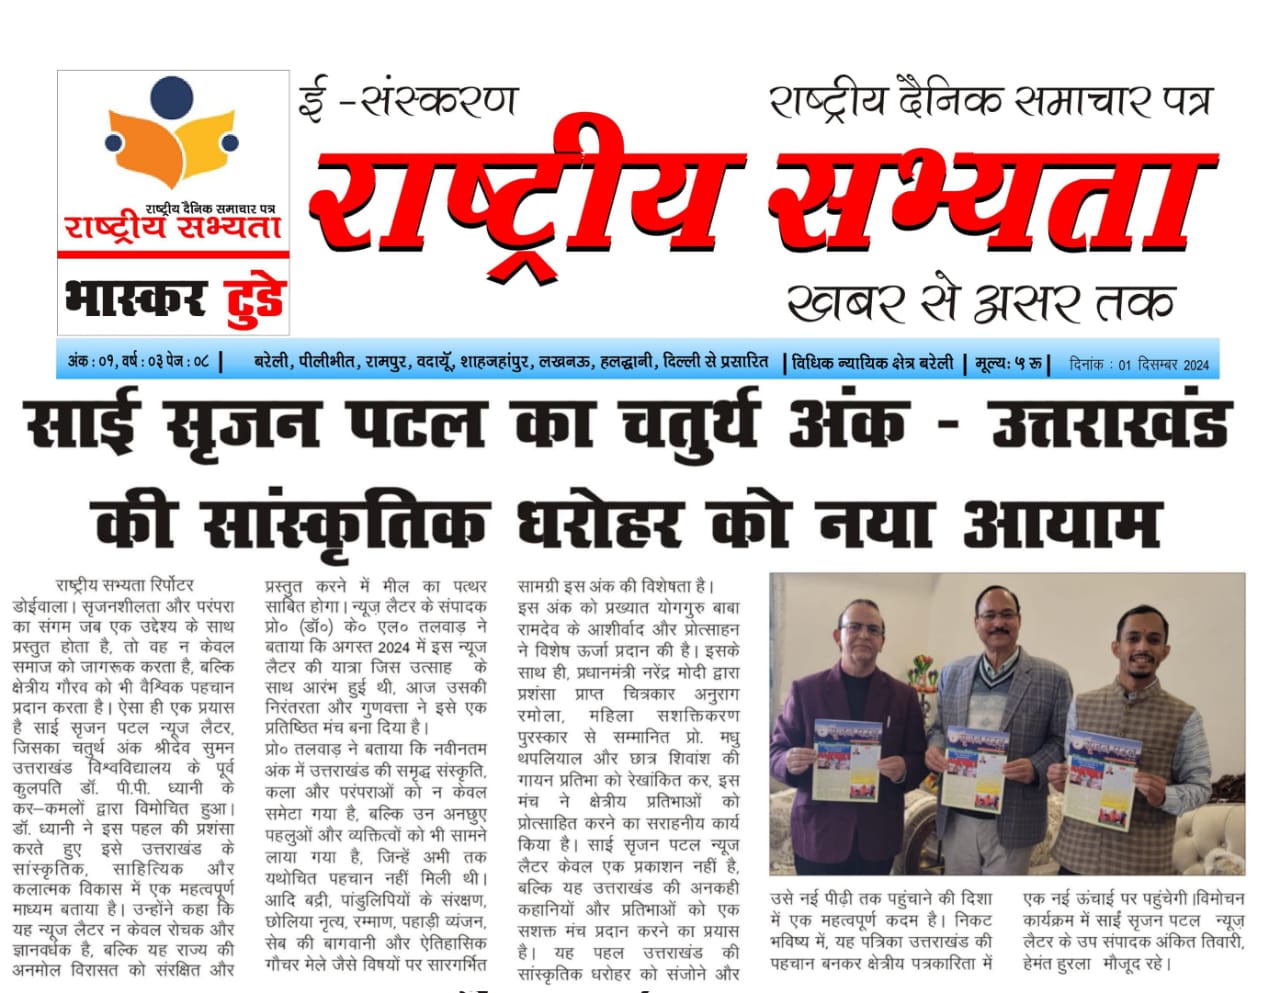 ई -संस्करण
राष्ट्रीय दैनिक समाचार पत्र
राष्ट्रीय सभ्यता
खबर से असर तक
राष्ट्रीय दैनिक समाचार पत्र
राष्ट्रीय सभ्यता
भास्कर टुडे
अंक : ०१, वर्ष : ०३ पेज : ०८ | बरेली, पीलीभीत, रामपुर, वदायूँ, शाहजहांपुर, लखनऊ, हलद्धानी, दिल्ली से प्रसारित | विधिक न्यायिक क्षेत्र बरेली | मूल्य: ५ रू | दिनांक : 01 दिसम्बर 2024
साई सृजन पटल का चतुर्थ अंक - उत्तराखंड
की सांस्कृतिक धरोहर को नया आयाम
राष्ट्रीय सभ्यता रिर्पोटर
डोईवाला। सृजनशीलता और परंपरा
का संगम जब एक उद्देश्य के साथ
प्रस्तुत होता है, तो वह न केवल
समाज को जागरूक करता है, बल्कि
क्षेत्रीय गौरव को भी वैश्विक पहचान
प्रदान करता है। ऐसा ही एक प्रयास
है साई सृजन पटल न्यूज लैटर,
जिसका चतुर्थ अंक श्रीदेव सुमन
उत्तराखंड विश्वविद्यालय के पूर्व
कुलपति डॉ. पी.पी. ध्यानी के
कर–कमलों द्वारा विमोचित हुआ।
डॉ. ध्यानी ने इस पहल की प्रशंसा
करते हुए इसे उत्तराखंड के
सांस्कृतिक, साहित्यिक और
कलात्मक विकास में एक महत्वपूर्ण
माध्यम बताया है। उन्होंने कहा कि
यह न्यूज लैटर न केवल रोचक और
ज्ञानवर्धक है, बल्कि यह राज्य की
अनमोल विरासत को संरक्षित और
प्रस्तुत करने में मील का पत्थर
साबित होगा। न्यूज़ लैटर के संपादक
प्रो० (डॉ०) के० एल० तलवाड़ ने
बताया कि अगस्त 2024 में इस न्यूज
लैटर की यात्रा जिस उत्साह के
साथ आरंभ हुई थी, आज उसकी
निरंतरता और गुणवत्ता ने इसे एक
प्रतिष्ठित मंच बना दिया है।
प्रो० तलवाड़ ने बताया कि नवीनतम
अंक में उत्तराखंड की समृद्ध संस्कृति,
कला और परंपराओं को न केवल
समेटा गया है, बल्कि उन अनछुए
पहलुओं और व्यक्तित्वों को भी सामने
लाया गया है, जिन्हें अभी तक
यथोचित पहचान नहीं मिली थी।
आदि बद्री, पांडुलिपियों के संरक्षण,
छोलिया नृत्य, रम्माण, पहाड़ी व्यंजन,
सेब की बागवानी और ऐतिहासिक
गौचर मेले जैसे विषयों पर सारगर्भित
सामग्री इस अंक की विशेषता है।
इस अंक को प्रख्यात योगगुरु बाबा
रामदेव के आशीर्वाद और प्रोत्साहन
ने विशेष ऊर्जा प्रदान की है। इसके
साथ ही, प्रधानमंत्री नरेंद्र मोदी द्वारा
प्रशंसा प्राप्त चित्रकार अनुराग
रमोला, महिला सशक्तिकरण
पुरस्कार से सम्मानित प्रो. मधु
थपलियाल और छात्र शिवांश की
गायन प्रतिभा को रेखांकित कर, इस
मंच ने क्षेत्रीय प्रतिभाओं को
प्रोत्साहित करने का सराहनीय कार्य
किया है। साई सृजन पटल न्यूज
लैटर केवल एक प्रकाशन नहीं है,
बल्कि यह उत्तराखंड की अनकही
कहानियों और प्रतिभाओं को एक
सशक्त मंच प्रदान करने का प्रयास
है। यह पहल उत्तराखंड की
सांस्कृतिक धरोहर को संजोने और
सृजन पटल
सृजन पटल
सृजन पटल
उसे नई पीढ़ी तक पहुंचाने की दिशा
में एक महत्वपूर्ण कदम है। निकट
भविष्य में, यह पत्रिका उत्तराखंड की
पहचान बनकर क्षेत्रीय पत्रकारिता में
एक नई ऊंचाई पर पहुंचेगी।विमोचन
कार्यक्रम में साईं सृजन पटल न्यूज़
लैटर के उप संपादक अंकित तिवारी,
हेमंत हुरला मौजूद रहे।